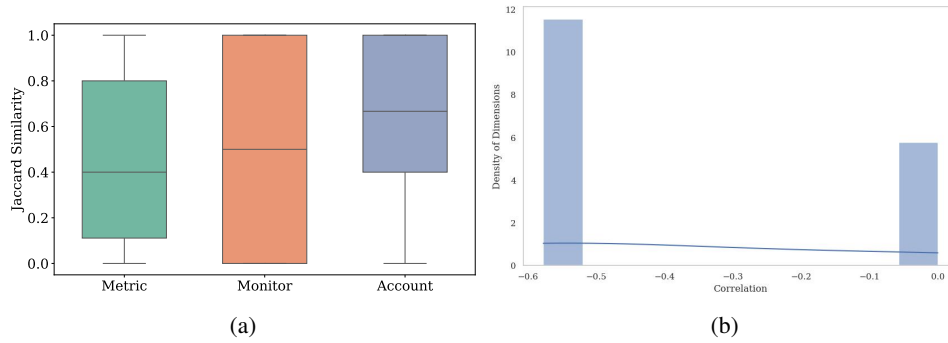 Jaccard Similarity
1.0
0.8
0.6
0.4
0.2
0.0
Metric Monitor Account
(a)
Density of Dimensions
12
10
8
6
4
2
0
−0.6 −0.5 −0.4 −0.3 −0.2 −0.1 0.0
Correlation
(b)